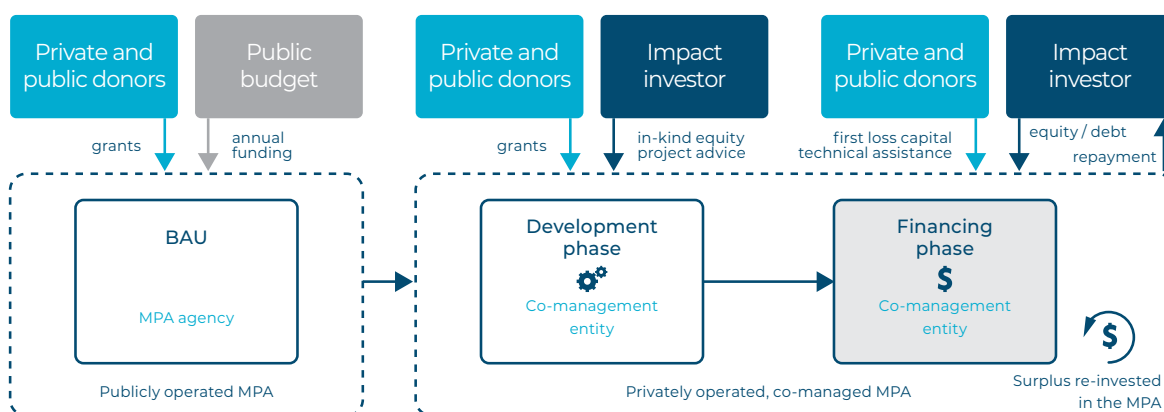 Private and
public donors
Public
budget
Private and
public donors
Impact
investor
Private and
public donors
Impact
investor
grants
annual
funding
grants
in-kind equity
project advice
first loss capital
technical assistance
equity / debt
repayment
BAU
MPA agency
Development
phase
Co-management
entity
Financing
phase
$
Co-management
entity
$
Publicly operated MPA
Privately operated, co-managed MPA
Surplus re-invested
in the MPA